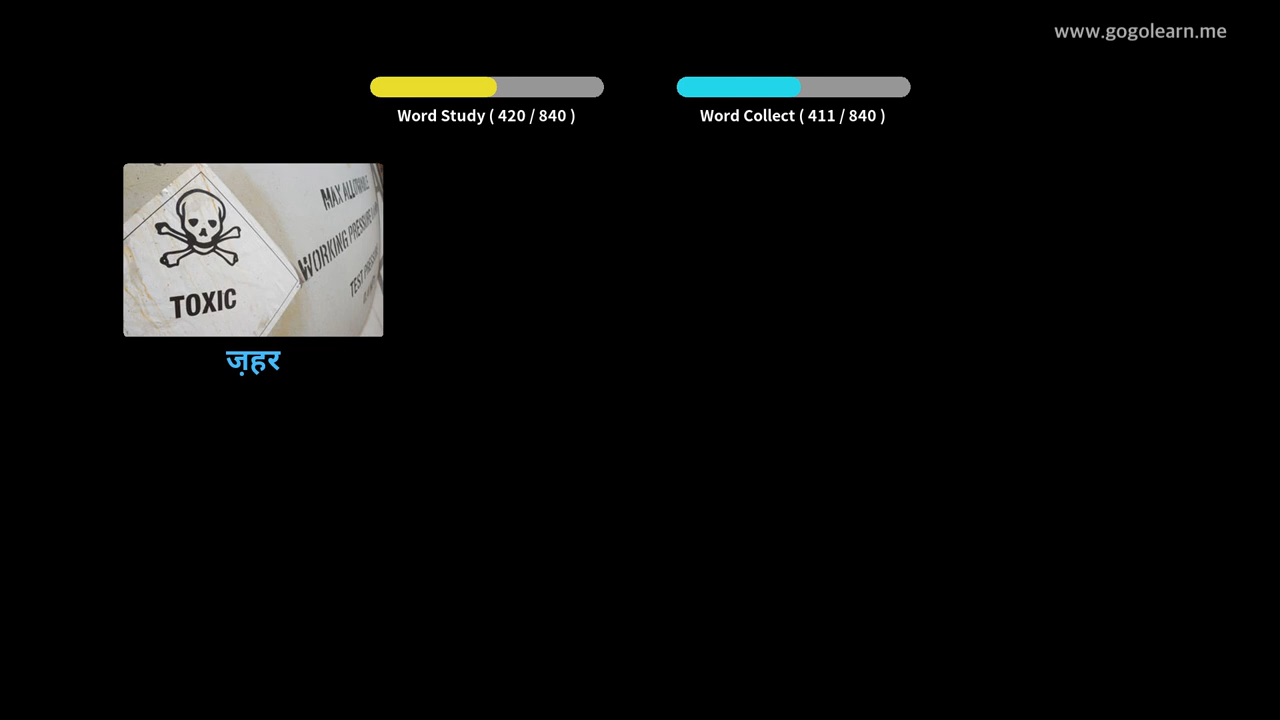 www.gogolearn.me
Word Study ( 420 / 840 )
Word Collect ( 411 / 840 )
MAX ALLOWABLE
WORKING PRESSURE
TEST
TOXIC
ज़हर